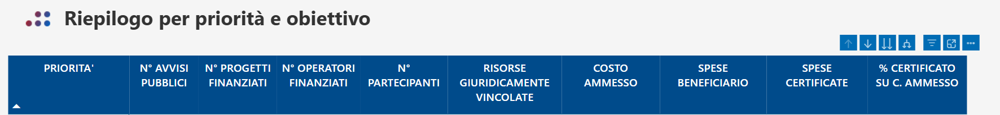 Riepilogo per priorità e obiettivo
PRIORITA'
N° AVVISI
PUBBLICI
N° PROGETTI
FINANZIATI
N° OPERATORI
FINANZIATI
N°
PARTECIPANTI
RISORSE
GIURIDICAMENTE
VINCOLATE
COSTO
AMMESSO
SPESE
BENEFICIARIO
SPESE
CERTIFICATE
% CERTIFICATO
SU C. AMMESSO